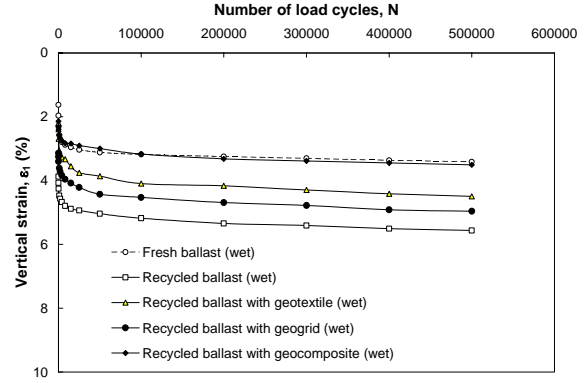 Number of load cycles, N
0 100000 200000 300000 400000 500000 600000
Vertical strain, ε1 (%)
0
2
4
6
8
10
Fresh ballast (wet)
Recycled ballast (wet)
Recycled ballast with geotextile (wet)
Recycled ballast with geogrid (wet)
Recycled ballast with geocomposite (wet)